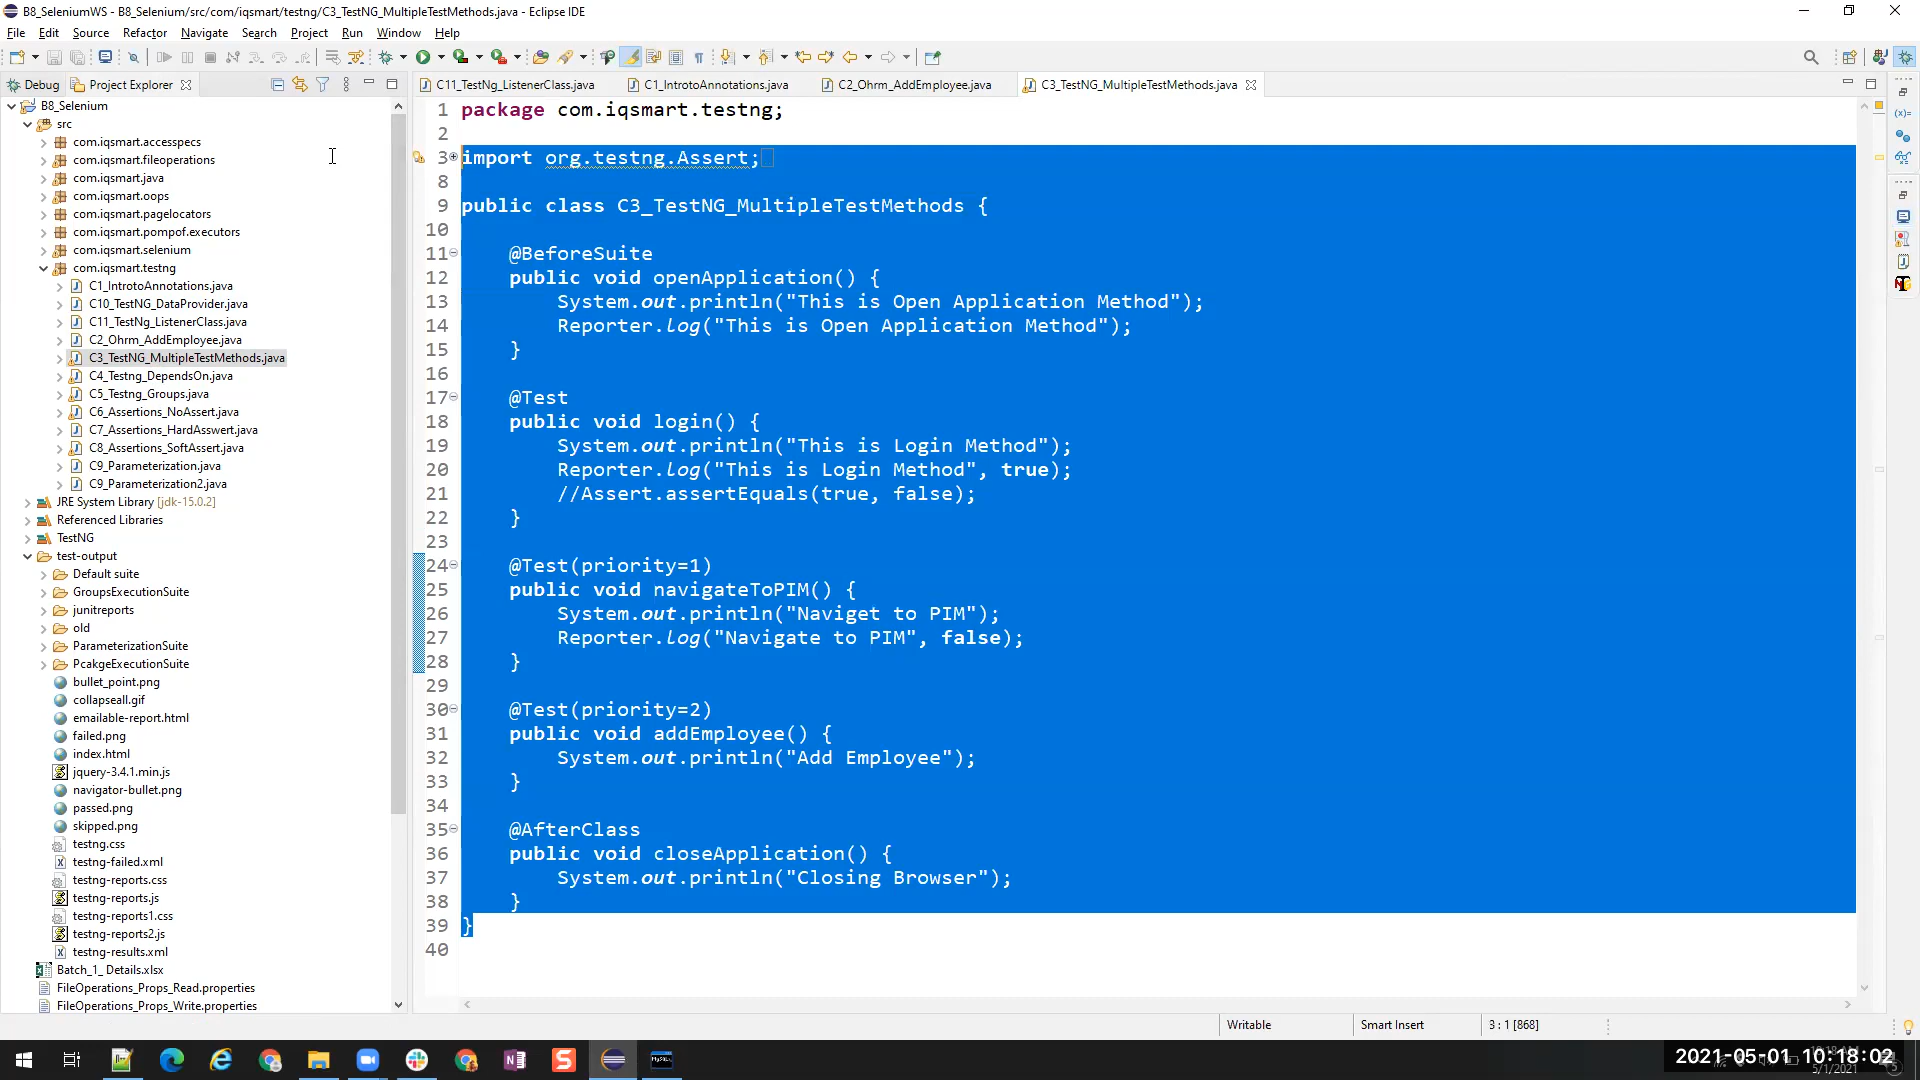 B8_SeleniumWS - B8_Selenium/src/com/iqsmart/testng/C3_TestNG_MultipleTestMethods.java - Eclipse IDE
File Edit Source Refactor Navigate Search Project Run Window Help
Debug Project Explorer
C11_TestNg_ListenerClass.java C1_IntrotoAnnotations.java C2_Ohrm_AddEmployee.java C3_TestNG_MultipleTestMethods.java
B8_Selenium
src
com.iqsmart.accesspecs
com.iqsmart.fileoperations
com.iqsmart.java
com.iqsmart.oops
com.iqsmart.pagelocators
com.iqsmart.pompof.executors
com.iqsmart.selenium
com.iqsmart.testng
C1_IntrotoAnnotations.java
C10_TestNG_DataProvider.java
C11_TestNg_ListenerClass.java
C2_Ohrm_AddEmployee.java
C3_TestNG_MultipleTestMethods.java
C4_Testng_DependsOn.java
C5_Testng_Groups.java
C6_Assertions_NoAssert.java
C7_Assertions_HardAsswert.java
C8_Assertions_SoftAssert.java
C9_Parameterization.java
C9_Parameterization2.java
JRE System Library [jdk-15.0.2]
Referenced Libraries
TestNG
test-output
Default suite
GroupsExecutionSuite
junitreports
old
ParameterizationSuite
PcakgeExecutionSuite
bullet_point.png
collapseall.gif
emailable-report.html
failed.png
index.html
jquery-3.4.1.min.js
navigator-bullet.png
passed.png
skipped.png
testng.css
testng-failed.xml
testng-reports.css
testng-reports.js
testng-reports1.css
testng-reports2.js
testng-results.xml
Batch_1_ Details.xlsx
FileOperations_Props_Read.properties
FileOperations_Props_Write.properties
1 package com.iqsmart.testng;
2
3 import org.testng.Assert;
8
9 public class C3_TestNG_MultipleTestMethods {
10
11 @BeforeSuite
12 public void openApplication() {
13 System.out.println("This is Open Application Method");
14 Reporter.log("This is Open Application Method");
15 }
16
17 @Test
18 public void login() {
19 System.out.println("This is Login Method");
20 Reporter.log("This is Login Method", true);
21 //Assert.assertEquals(true, false);
22 }
23
24 @Test(priority=1)
25 public void navigateToPIM() {
26 System.out.println("Naviget to PIM");
27 Reporter.log("Navigate to PIM", false);
28 }
29
30 @Test(priority=2)
31 public void addEmployee() {
32 System.out.println("Add Employee");
33 }
34
35 @AfterClass
36 public void closeApplication() {
37 System.out.println("Closing Browser");
38 }
39 }
40
Writable Smart Insert 3 : 1 [868]
2021-05-01 10:18:02
5/1/2021